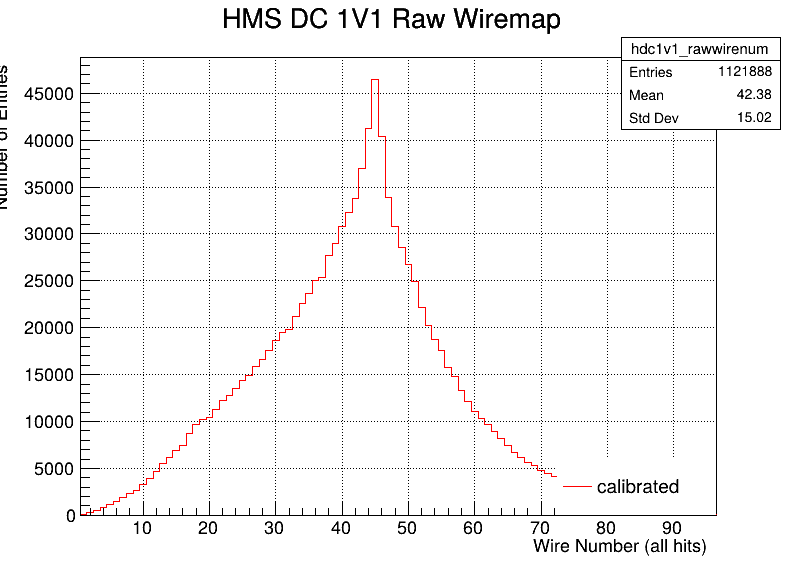 HMS DC 1V1 Raw Wiremap
hdc1v1_rawwirenum
Entries 1121888
Mean 42.38
Std Dev 15.02
Number of Entries
45000
40000
35000
30000
25000
20000
15000
10000
5000
0
calibrated
10 20 30 40 50 60 70 80 90
Wire Number (all hits)